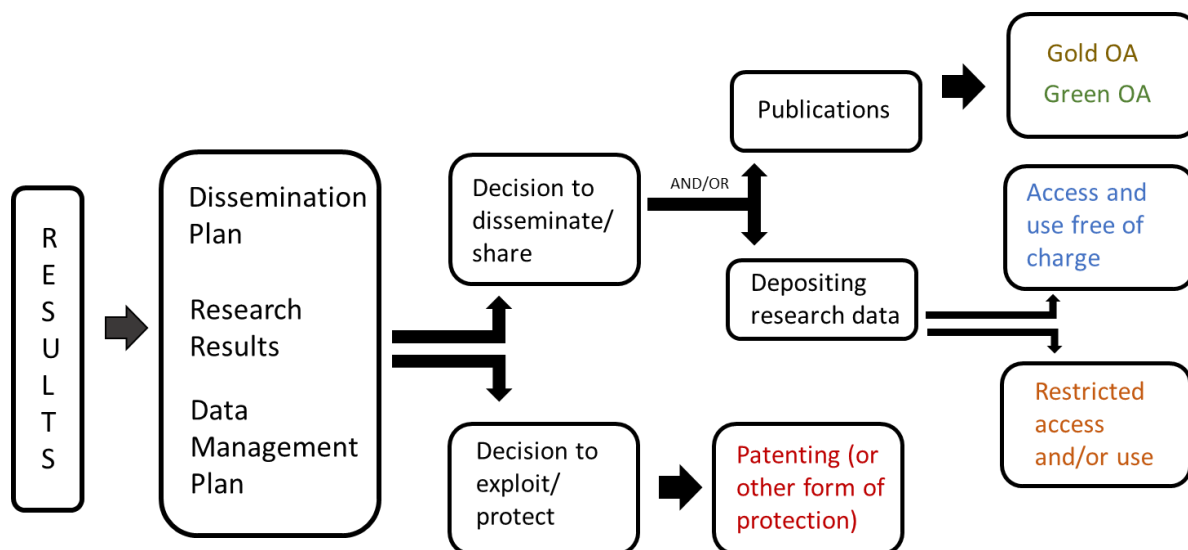 RESULTS
Dissemination
Plan
Research
Results
Data
Management
Plan
Decision to
disseminate/
share
AND/OR
Publications
Gold OA
Green OA
Depositing
research data
Access and
use free of
charge
Restricted
access
and/or use
Decision to
exploit/
protect
Patenting (or
other form of
protection)